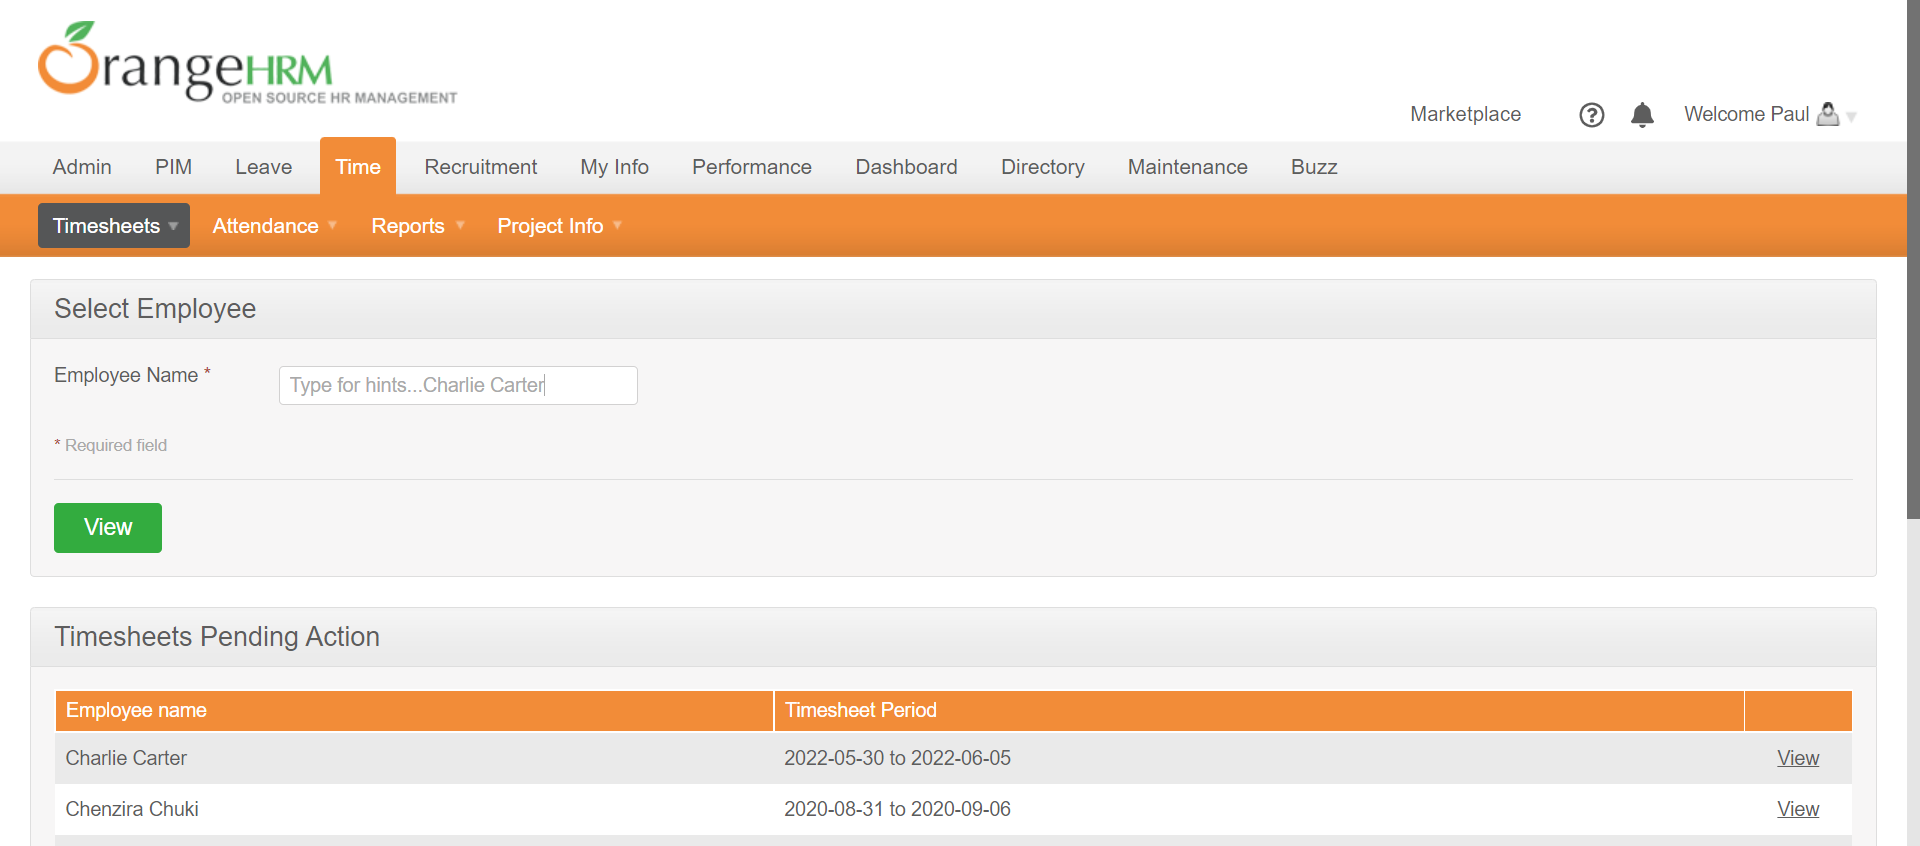 OrangeHRM
OPEN SOURCE HR MANAGEMENT
Marketplace
?
Welcome Paul
Admin PIM Leave Time Recruitment My Info Performance Dashboard Directory Maintenance Buzz
Timesheets Attendance Reports Project Info
Select Employee
Employee Name *
Type for hints...Charlie Carter
* Required field
View
Timesheets Pending Action
Employee name Timesheet Period
Charlie Carter 2022-05-30 to 2022-06-05 View
Chenzira Chuki 2020-08-31 to 2020-09-06 View